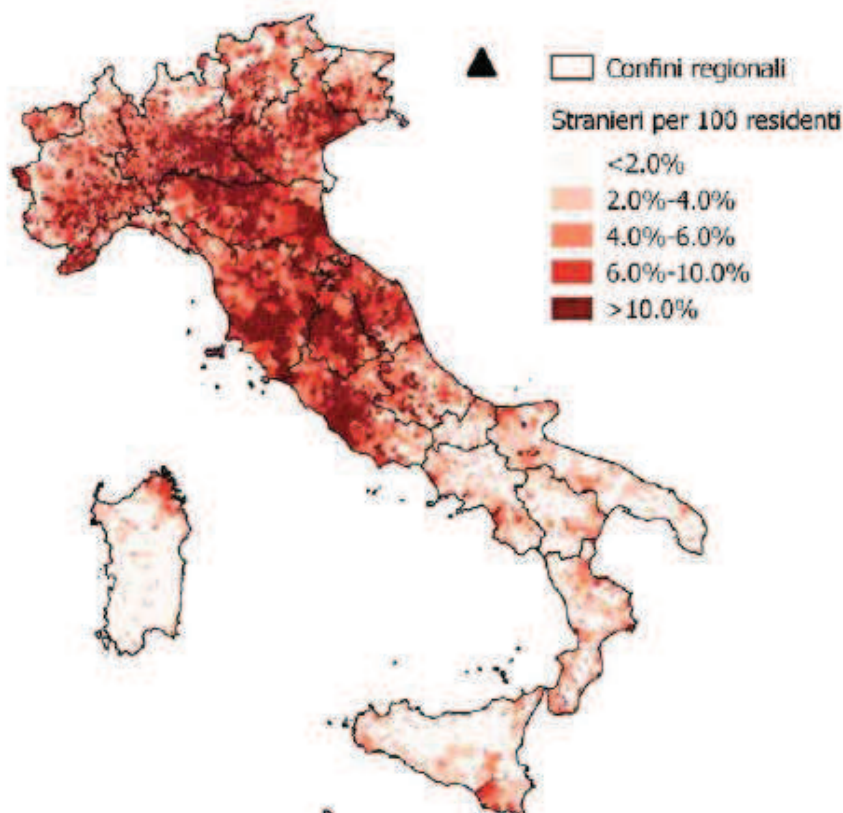 Confini regionali
Stranieri per 100 residenti
<2.0%
2.0%-4.0%
4.0%-6.0%
6.0%-10.0%
>10.0%